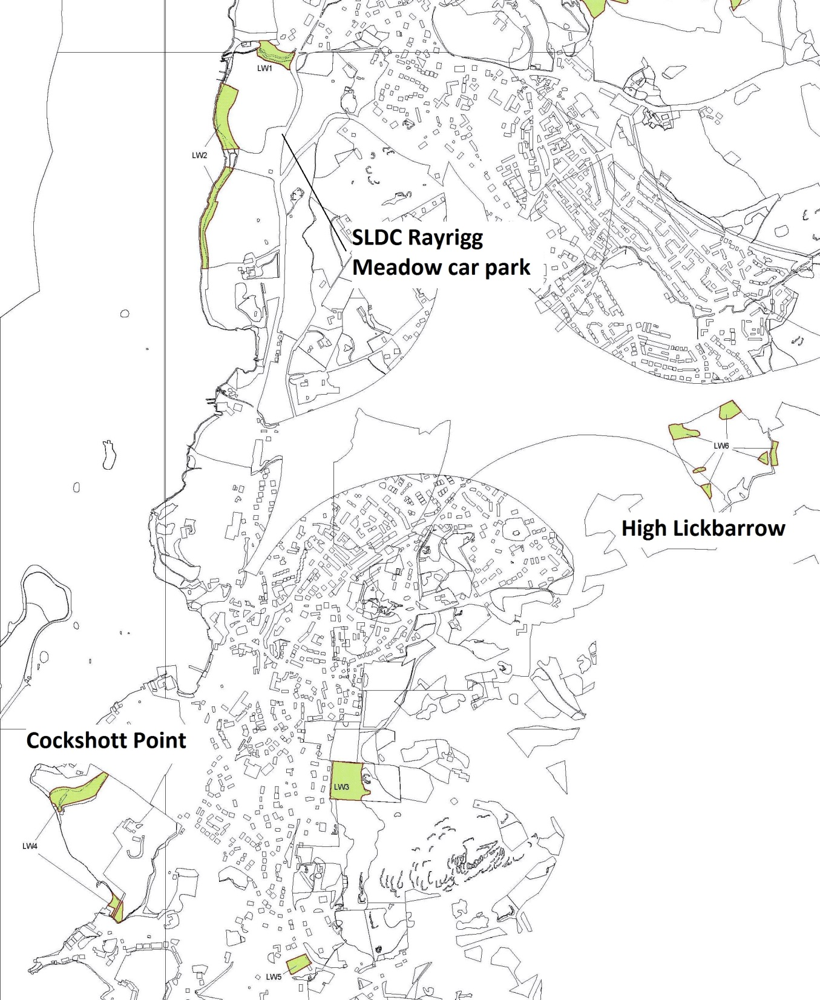 LW1
LW2
SLDC Rayrigg
Meadow car park
LW6
High Lickbarrow
Cockshott Point
LW3
LW4
LW5